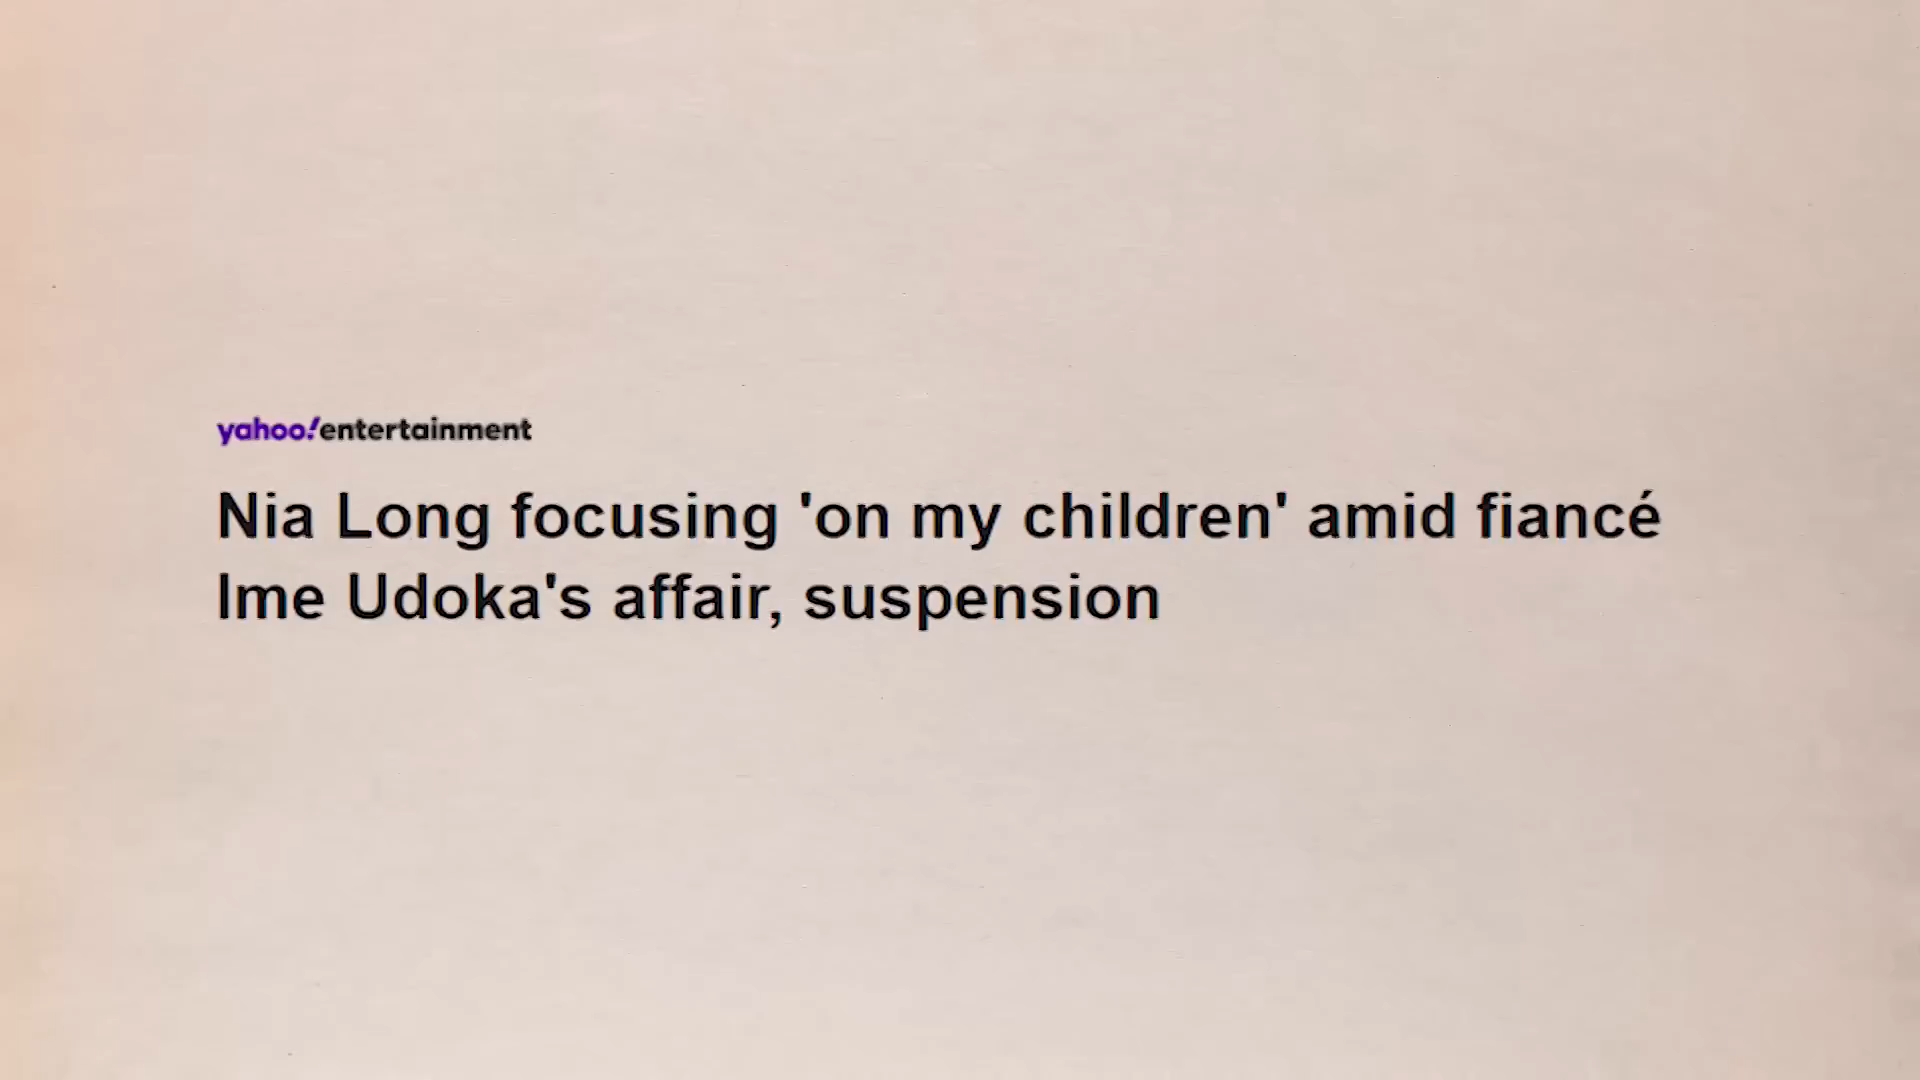 yahoo!entertainment
Nia Long focusing 'on my children' amid fiancé
Ime Udoka's affair, suspension